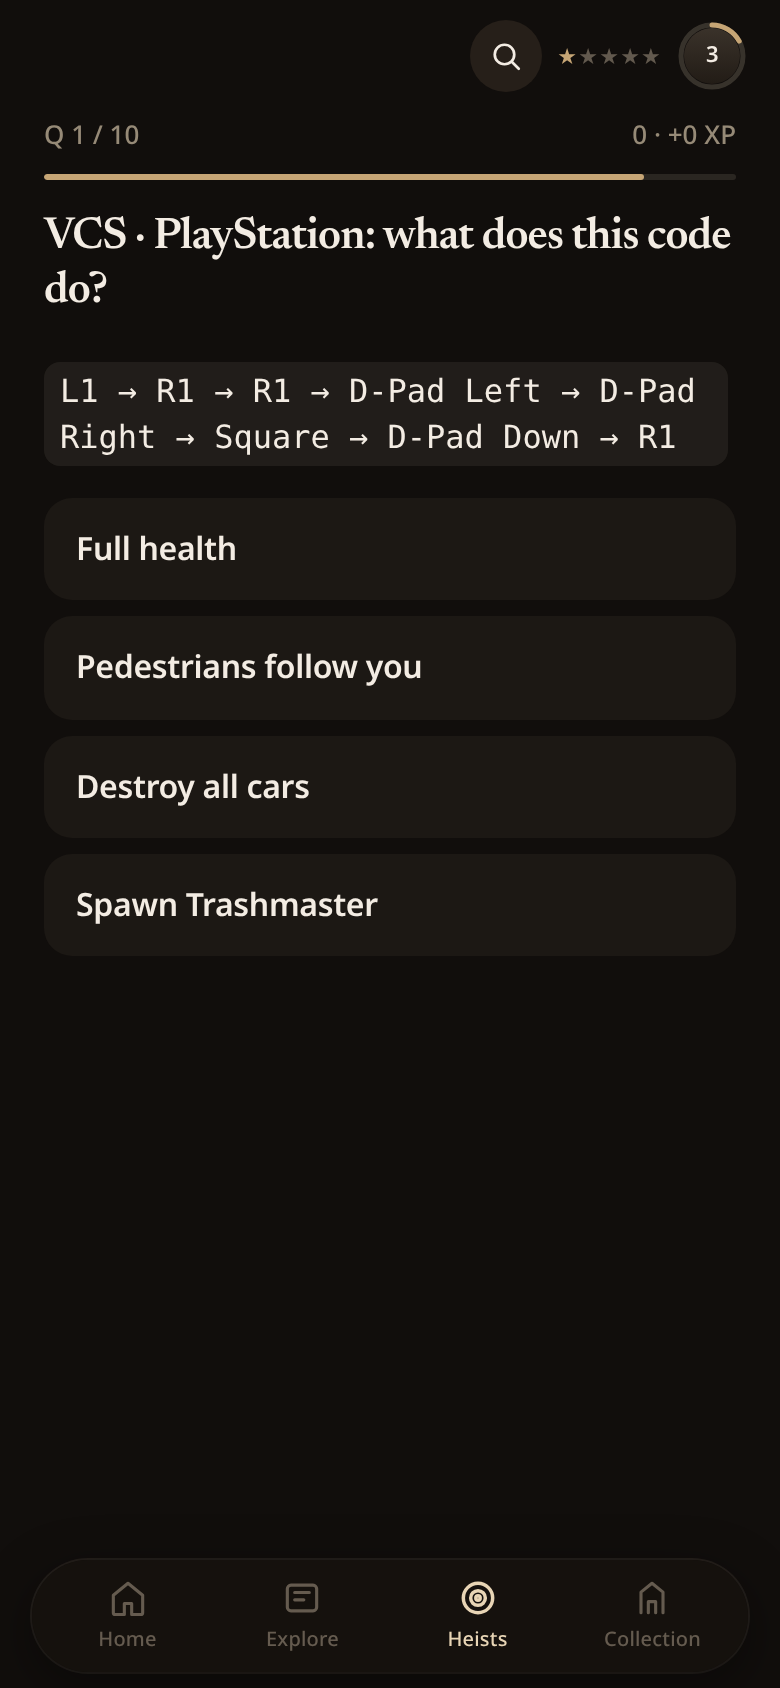 ★★★★★
3
Q 1 / 10
0 · +0 XP
VCS · PlayStation: what does this code
do?
L1 → R1 → R1 → D-Pad Left → D-Pad
Right → Square → D-Pad Down → R1
Full health
Pedestrians follow you
Destroy all cars
Spawn Trashmaster
Home
Explore
Heists
Collection